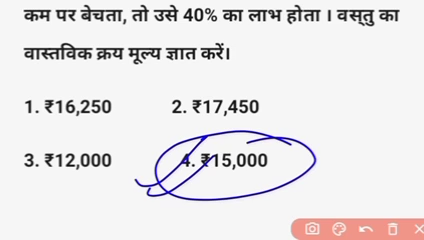 कम पर बेचता, तो उसे 40% का लाभ होता । वस्तु का
वास्तविक क्रय मूल्य ज्ञात करें।
1. ₹16,250 2. ₹17,450
3. ₹12,000 4. ₹15,000